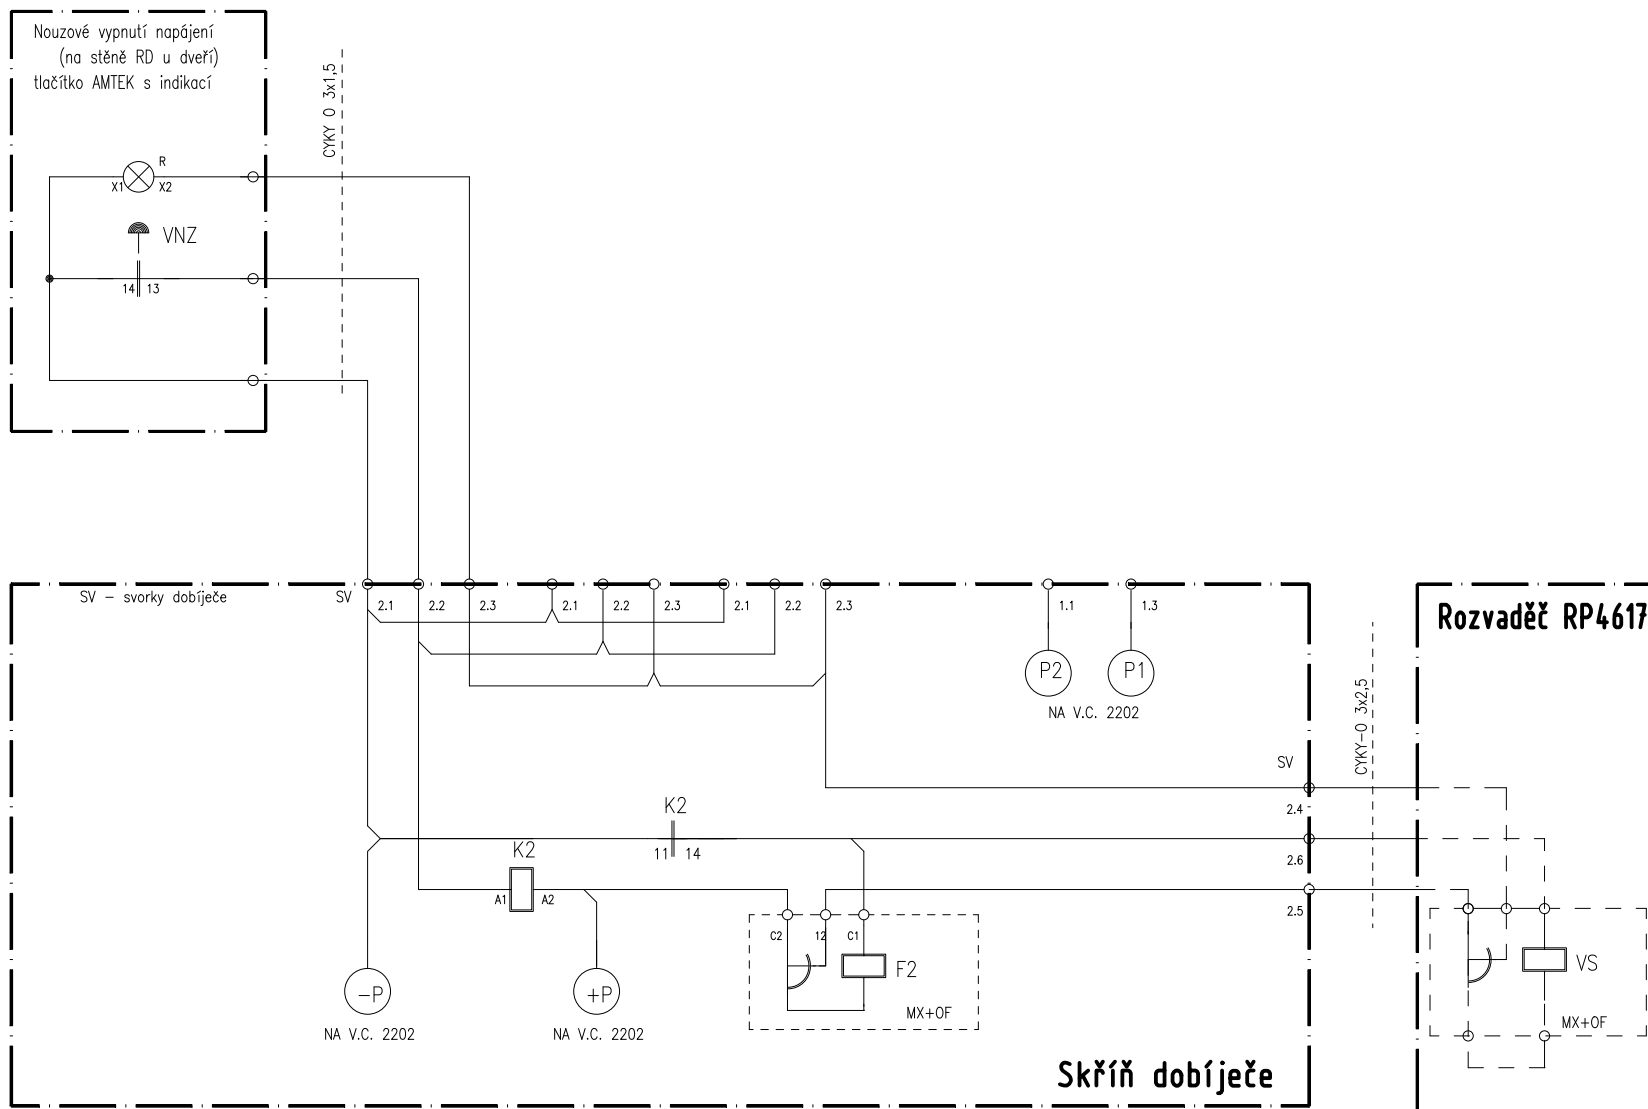 Nouzové vypnutí napájení
(na stěně RD u dveří)
tlačítko AMTEK s indikací
CYKY O 3x1,5
R
X1 X2
VNZ
14 13
SV – svorky dobíječe
SV
2.1 2.2 2.3 2.1 2.2 2.3 2.1 2.2 2.3 1.1 1.3
Rozvaděč RP4617
P2 P1
NA V.C. 2202
CYKY–O 3x2,5
SV
2.4
K2
11 14
2.6
K2
A1 A2
2.5
C2 12 C1
F2
VS
–P +P
MX+OF
MX+OF
NA V.C. 2202 NA V.C. 2202
Skříň dobíječe